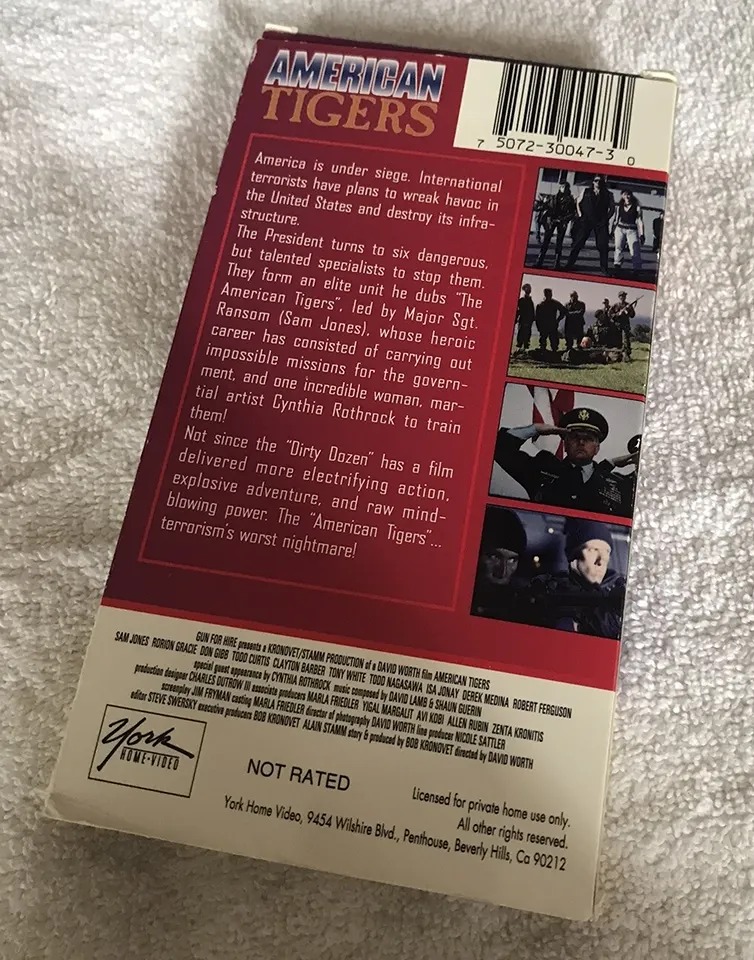 AMERICAN
TIGERS
7 5072-30047-3 0
America is under siege. International
terrorists have plans to wreak havoc in
the United States and destroy its infra-
structure.
The President turns to six dangerous,
but talented specialists to stop them.
They form an elite unit he dubs "The
American Tigers", led by Major Sgt.
Ransom (Sam Jones), whose heroic
career has consisted of carrying out
impossible missions for the govern-
ment, and one incredible woman, mar-
tial artist Cynthia Rothrock to train
them!
Not since the "Dirty Dozen" has a film
delivered more electrifying action,
explosive adventure, and raw mind-
blowing power. The "American Tigers"...
terrorism's worst nightmare!
GUN FOR HIRE presents a KRONOVET/STAMM PRODUCTION of a DAVID WORTH film AMERICAN TIGERS
SAM JONES RORION GRACIE DON GIBB TODD CURTIS CLAYTON BARBER TONY WHITE TODD NAGASAWA ISA JONAY DEREK MEDINA ROBERT FERGUSON
special guest appearance by CYNTHIA ROTHROCK music composed by DAVID LAMB & SHAUN GUERIN
production designer CHARLES DUTROW III associate producers MARLA FRIEDLER YIGAL MARGALIT AVI KOBI ALLEN RUBIN ZENTA KRONITIS
screenplay JIM FRYMAN casting MARLA FRIEDLER director of photography DAVID WORTH line producer NICOLE SATTLER
editor STEVE SWERSKY executive producers BOB KRONOVET ALAIN STAMM story & produced by BOB KRONOVET directed by DAVID WORTH
York
HOME·VIDEO
NOT RATED
Licensed for private home use only.
All other rights reserved.
York Home Video, 9454 Wilshire Blvd., Penthouse, Beverly Hills, Ca 90212